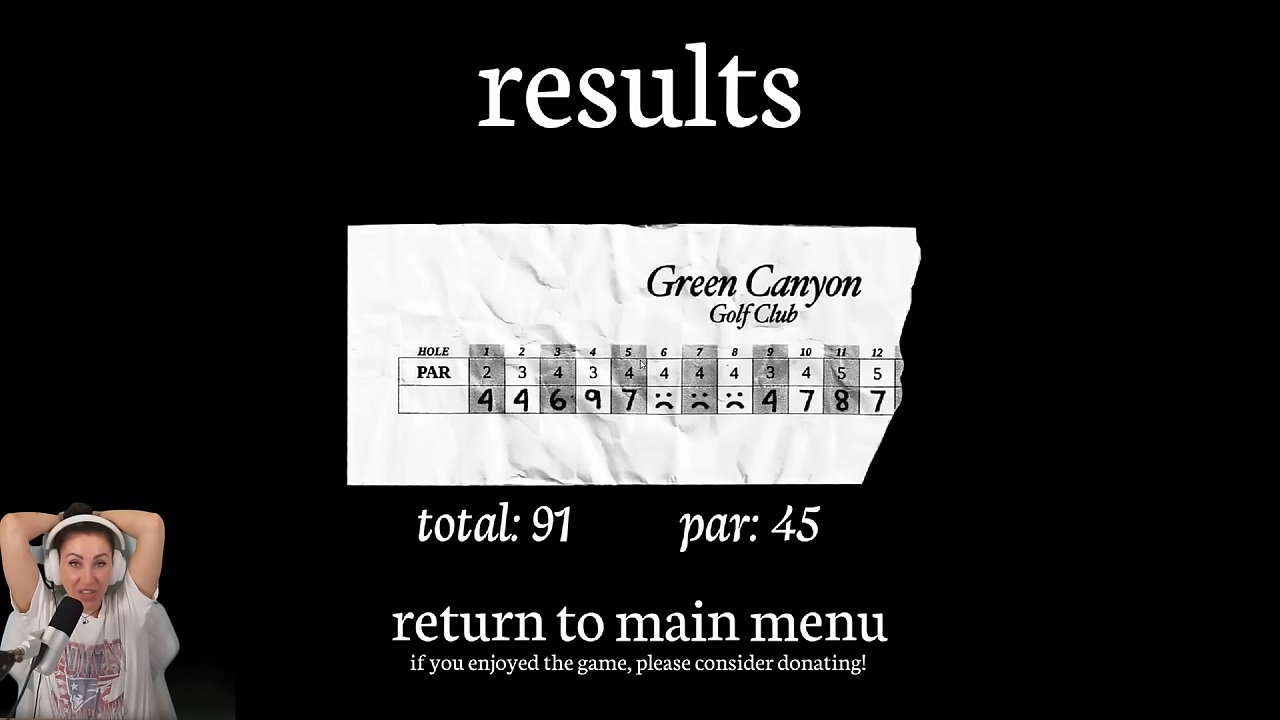 results
Green Canyon
Golf Club
HOLE 1 2 3 4 5 6 7 8 9 10 11 12
PAR 2 3 4 3 4 4 4 4 3 4 5 5
4 4 6 9 7 :( :( :( 4 7 8 7
total: 91 par: 45
return to main menu
if you enjoyed the game, please consider donating!